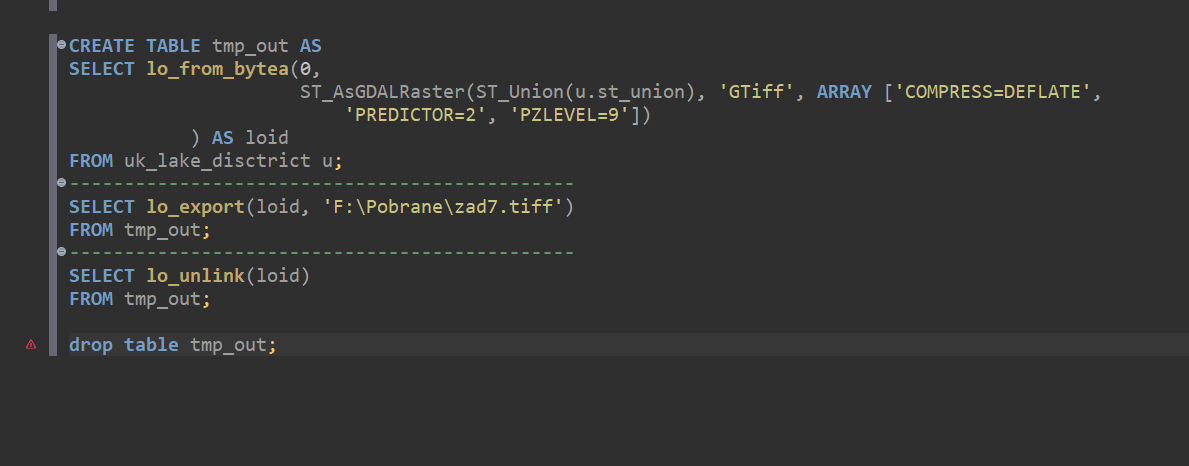 CREATE TABLE tmp_out AS
SELECT lo_from_bytea(0,
ST_AsGDALRaster(ST_Union(u.st_union), 'GTiff', ARRAY ['COMPRESS=DEFLATE',
'PREDICTOR=2', 'PZLEVEL=9'])
) AS loid
FROM uk_lake_disctrict u;
----------------------------------------------
SELECT lo_export(loid, 'F:\Pobrane\zad7.tiff')
FROM tmp_out;
----------------------------------------------
SELECT lo_unlink(loid)
FROM tmp_out;
drop table tmp_out;